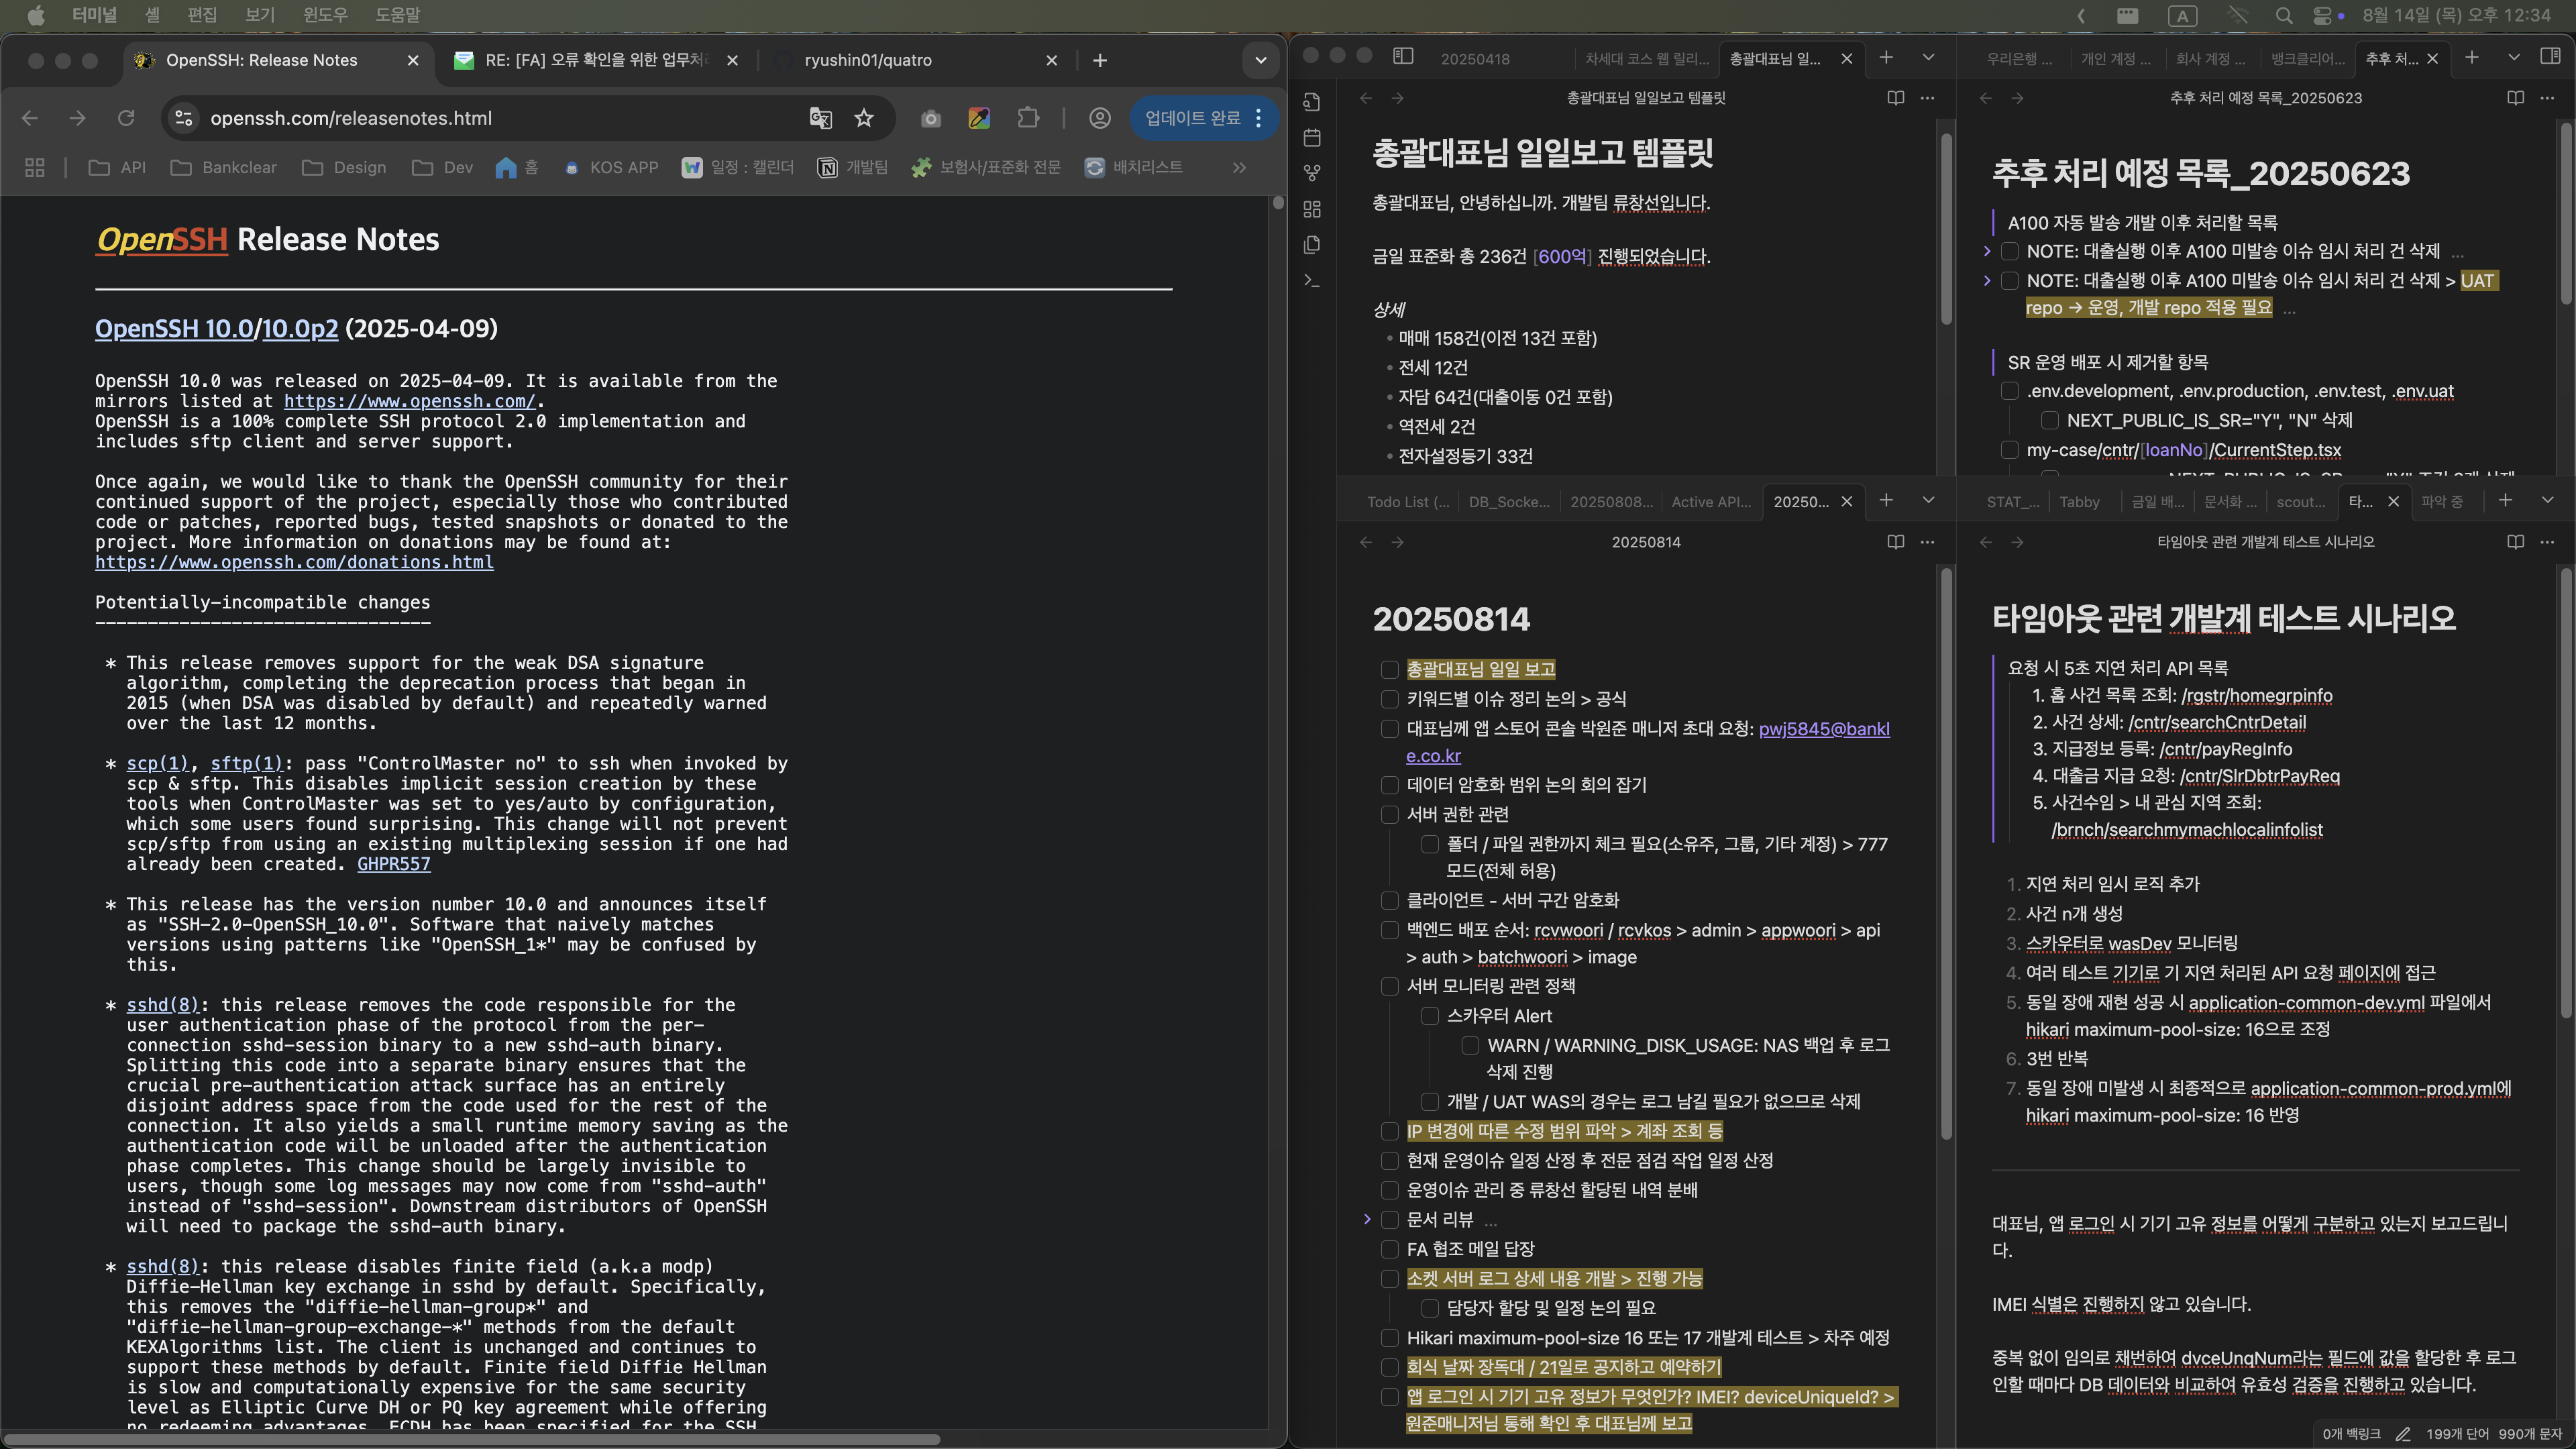 터미널 셸 편집 보기 윈도우 도움말
A 8월 14일 (목) 오후 12:34
OpenSSH: Release Notes
RE: [FA] 오류 확인을 위한 업무처리
ryushin01/quatro
openssh.com/releasenotes.html
업데이트 완료
API Bankclear Design Dev 홈 KOS APP 일정 : 캘린더 개발팀 보험사/표준화 전문 배치리스트
OpenSSH Release Notes
OpenSSH 10.0/10.0p2 (2025-04-09)
OpenSSH 10.0 was released on 2025-04-09. It is available from the
mirrors listed at https://www.openssh.com/.
OpenSSH is a 100% complete SSH protocol 2.0 implementation and
includes sftp client and server support.
Once again, we would like to thank the OpenSSH community for their
continued support of the project, especially those who contributed
code or patches, reported bugs, tested snapshots or donated to the
project. More information on donations may be found at:
https://www.openssh.com/donations.html
Potentially-incompatible changes
--------------------------------
* This release removes support for the weak DSA signature
algorithm, completing the deprecation process that began in
2015 (when DSA was disabled by default) and repeatedly warned
over the last 12 months.
* scp(1), sftp(1): pass "ControlMaster no" to ssh when invoked by
scp & sftp. This disables implicit session creation by these
tools when ControlMaster was set to yes/auto by configuration,
which some users found surprising. This change will not prevent
scp/sftp from using an existing multiplexing session if one had
already been created. GHPR557
* This release has the version number 10.0 and announces itself
as "SSH-2.0-OpenSSH_10.0". Software that naively matches
versions using patterns like "OpenSSH_1*" may be confused by
this.
* sshd(8): this release removes the code responsible for the
user authentication phase of the protocol from the per-
connection sshd-session binary to a new sshd-auth binary.
Splitting this code into a separate binary ensures that the
crucial pre-authentication attack surface has an entirely
disjoint address space from the code used for the rest of the
connection. It also yields a small runtime memory saving as the
authentication code will be unloaded after the authentication
phase completes. This change should be largely invisible to
users, though some log messages may now come from "sshd-auth"
instead of "sshd-session". Downstream distributors of OpenSSH
will need to package the sshd-auth binary.
* sshd(8): this release disables finite field (a.k.a modp)
Diffie-Hellman key exchange in sshd by default. Specifically,
this removes the "diffie-hellman-group*" and
"diffie-hellman-group-exchange-*" methods from the default
KEXAlgorithms list. The client is unchanged and continues to
support these methods by default. Finite field Diffie Hellman
is slow and computationally expensive for the same security
level as Elliptic Curve DH or PQ key agreement while offering
no redeeming advantages. ECDH has been specified for the SSH
20250418 차세대 코스 웹 릴리... 총괄대표님 일...
총괄대표님 일일보고 템플릿
총괄대표님 일일보고 템플릿
총괄대표님, 안녕하십니까. 개발팀 류창선입니다.
금일 표준화 총 236건 [600억] 진행되었습니다.
상세
• 매매 158건(이전 13건 포함)
• 전세 12건
• 자담 64건(대출이동 0건 포함)
• 역전세 2건
• 전자설정등기 33건
우리은행 ... 개인 계정 ... 회사 계정 ... 뱅크클리어... 추후 처...
추후 처리 예정 목록_20250623
추후 처리 예정 목록_20250623
A100 자동 발송 개발 이후 처리할 목록
NOTE: 대출실행 이후 A100 미발송 이슈 임시 처리 건 삭제 ...
NOTE: 대출실행 이후 A100 미발송 이슈 임시 처리 건 삭제 > UAT
repo → 운영, 개발 repo 적용 필요 ...
SR 운영 배포 시 제거할 항목
.env.development, .env.production, .env.test, .env.uat
NEXT_PUBLIC_IS_SR="Y", "N" 삭제
my-case/cntr/[loanNo]/CurrentStep.tsx
Todo List (... DB_Socke... 20250808... Active API... 20250...
20250814
20250814
총괄대표님 일일 보고
키워드별 이슈 정리 논의 > 공식
대표님께 앱 스토어 콘솔 박원준 매니저 초대 요청: pwj5845@bankl
e.co.kr
데이터 암호화 범위 논의 회의 잡기
서버 권한 관련
폴더 / 파일 권한까지 체크 필요(소유주, 그룹, 기타 계정) > 777
모드(전체 허용)
클라이언트 - 서버 구간 암호화
백엔드 배포 순서: rcvwoori / rcvkos > admin > appwoori > api
> auth > batchwoori > image
서버 모니터링 관련 정책
스카우터 Alert
WARN / WARNING_DISK_USAGE: NAS 백업 후 로그
삭제 진행
개발 / UAT WAS의 경우는 로그 남길 필요가 없으므로 삭제
IP 변경에 따른 수정 범위 파악 > 계좌 조회 등
현재 운영이슈 일정 산정 후 전문 점검 작업 일정 산정
운영이슈 관리 중 류창선 할당된 내역 분배
문서 리뷰 ...
FA 협조 메일 답장
소켓 서버 로그 상세 내용 개발 > 진행 가능
담당자 할당 및 일정 논의 필요
Hikari maximum-pool-size 16 또는 17 개발계 테스트 > 차주 예정
회식 날짜 장독대 / 21일로 공지하고 예약하기
앱 로그인 시 기기 고유 정보가 무엇인가? IMEI? deviceUniqueId? >
원준매니저님 통해 확인 후 대표님께 보고
STAT_... Tabby 금일 배... 문서화 ... scout... 타... 파악 중
타임아웃 관련 개발계 테스트 시나리오
타임아웃 관련 개발계 테스트 시나리오
요청 시 5초 지연 처리 API 목록
1. 홈 사건 목록 조회: /rgstr/homegrpinfo
2. 사건 상세: /cntr/searchCntrDetail
3. 지급정보 등록: /cntr/payRegInfo
4. 대출금 지급 요청: /cntr/SlrDbtrPayReq
5. 사건수임 > 내 관심 지역 조회:
/brnch/searchmymachlocalinfolist
1. 지연 처리 임시 로직 추가
2. 사건 n개 생성
3. 스카우터로 wasDev 모니터링
4. 여러 테스트 기기로 기 지연 처리된 API 요청 페이지에 접근
5. 동일 장애 재현 성공 시 application-common-dev.yml 파일에서
hikari maximum-pool-size: 16으로 조정
6. 3번 반복
7. 동일 장애 미발생 시 최종적으로 application-common-prod.yml에
hikari maximum-pool-size: 16 반영
대표님, 앱 로그인 시 기기 고유 정보를 어떻게 구분하고 있는지 보고드립니
다.
IMEI 식별은 진행하지 않고 있습니다.
중복 없이 임의로 채번하여 dvceUnqNum라는 필드에 값을 할당한 후 로그
인할 때마다 DB 데이터와 비교하여 유효성 검증을 진행하고 있습니다.
0개 백링크 199개 단어 990개 문자